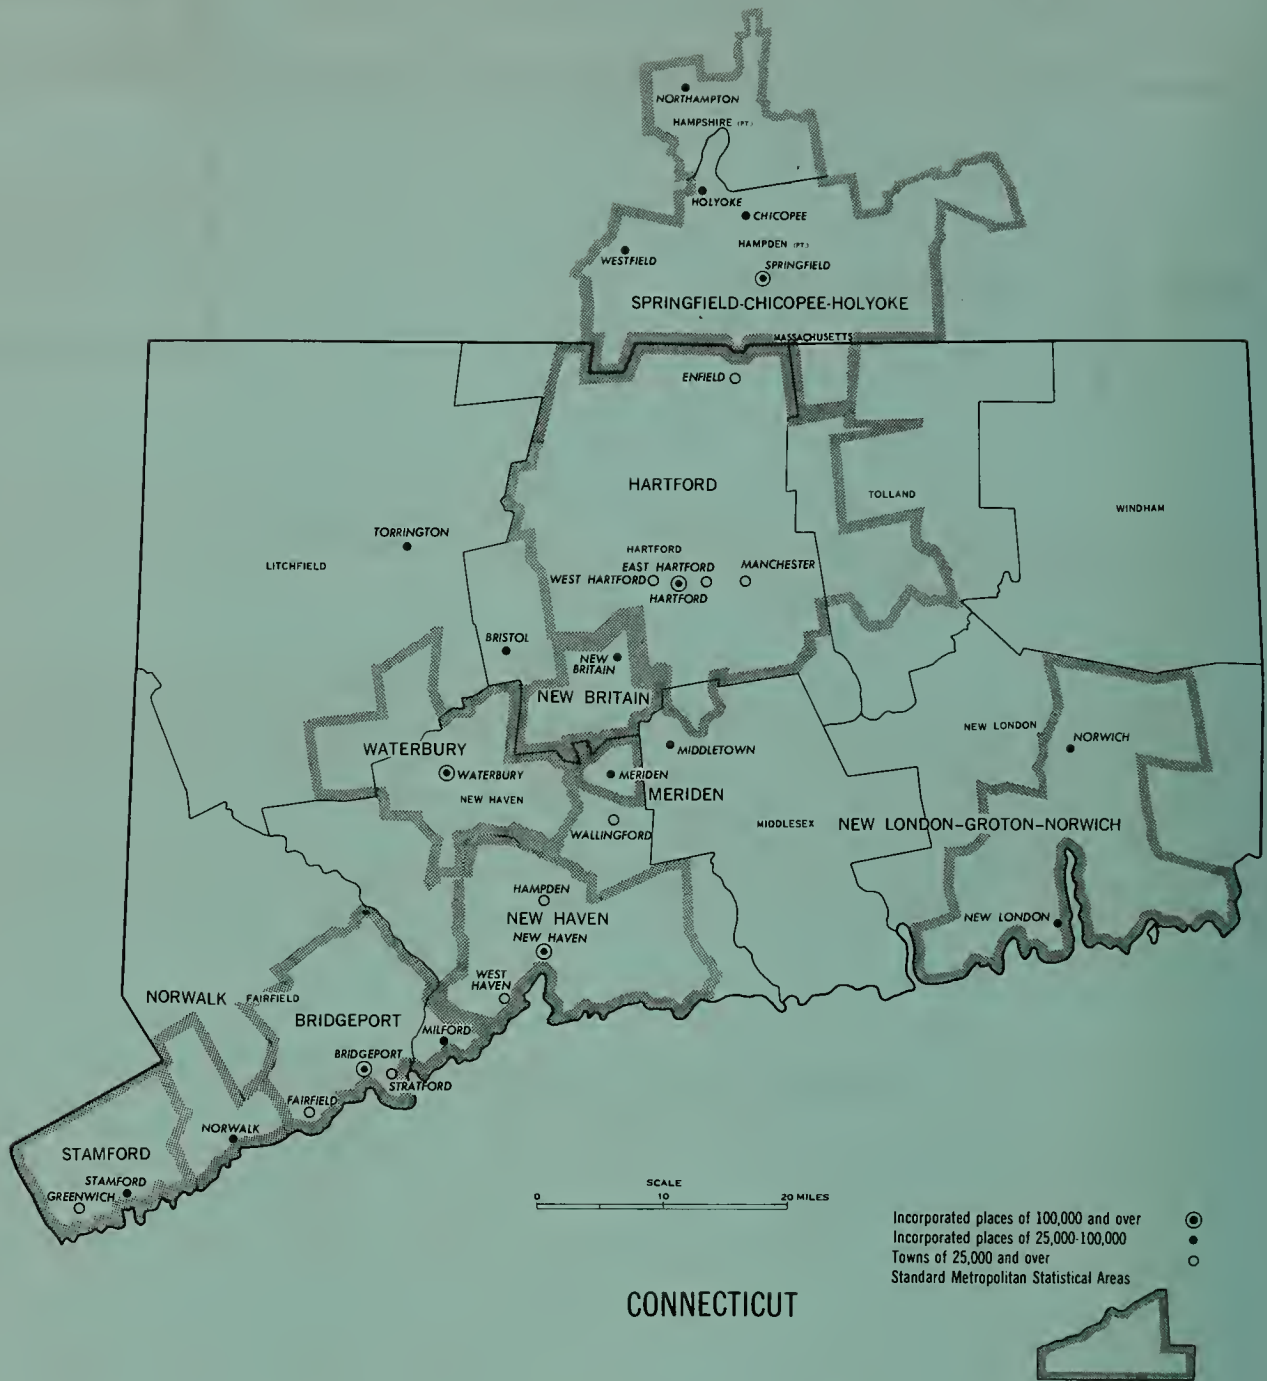 NORTHAMPTON
HAMPSHIRE (PT.)
HOLYOKE
CHICOPEE
HAMPDEN (PT.)
WESTFIELD
SPRINGFIELD
SPRINGFIELD-CHICOPEE-HOLYOKE
MASSACHUSETTS
ENFIELD
HARTFORD
TOLLAND
WINDHAM
TORRINGTON
LITCHFIELD
HARTFORD
EAST HARTFORD
MANCHESTER
WEST HARTFORD
HARTFORD
BRISTOL
NEW
BRITAIN
NEW BRITAIN
NEW LONDON
NORWICH
WATERBURY
MIDDLETOWN
WATERBURY
MERIDEN
NEW HAVEN
MERIDEN
WALLINGFORD
MIDDLESEX
NEW LONDON-GROTON-NORWICH
HAMPDEN
NEW HAVEN
NEW LONDON
NEW HAVEN
WEST
HAVEN
NORWALK
FAIRFIELD
BRIDGEPORT
MILFORD
BRIDGEPORT
STRATFORD
FAIRFIELD
NORWALK
STAMFORD
STAMFORD
GREENWICH
SCALE
0 10 20 MILES
Incorporated places of 100,000 and over
Incorporated places of 25,000-100,000
Towns of 25,000 and over
Standard Metropolitan Statistical Areas
CONNECTICUT